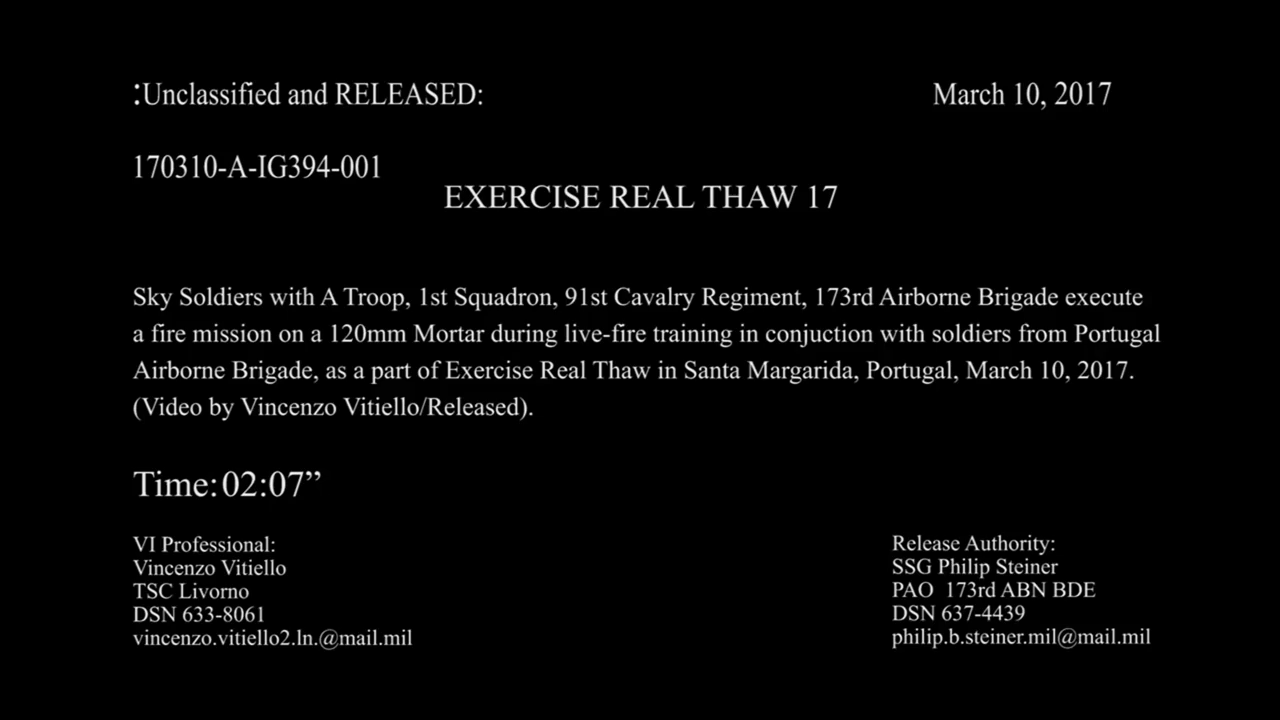 :Unclassified and RELEASED:
March 10, 2017
170310-A-IG394-001
EXERCISE REAL THAW 17
Sky Soldiers with A Troop, 1st Squadron, 91st Cavalry Regiment, 173rd Airborne Brigade execute
a fire mission on a 120mm Mortar during live-fire training in conjuction with soldiers from Portugal
Airborne Brigade, as a part of Exercise Real Thaw in Santa Margarida, Portugal, March 10, 2017.
(Video by Vincenzo Vitiello/Released).
Time: 02:07”
VI Professional:
Vincenzo Vitiello
TSC Livorno
DSN 633-8061
vincenzo.vitiello2.ln.@mail.mil
Release Authority:
SSG Philip Steiner
PAO  173rd ABN BDE
DSN 637-4439
philip.b.steiner.mil@mail.mil